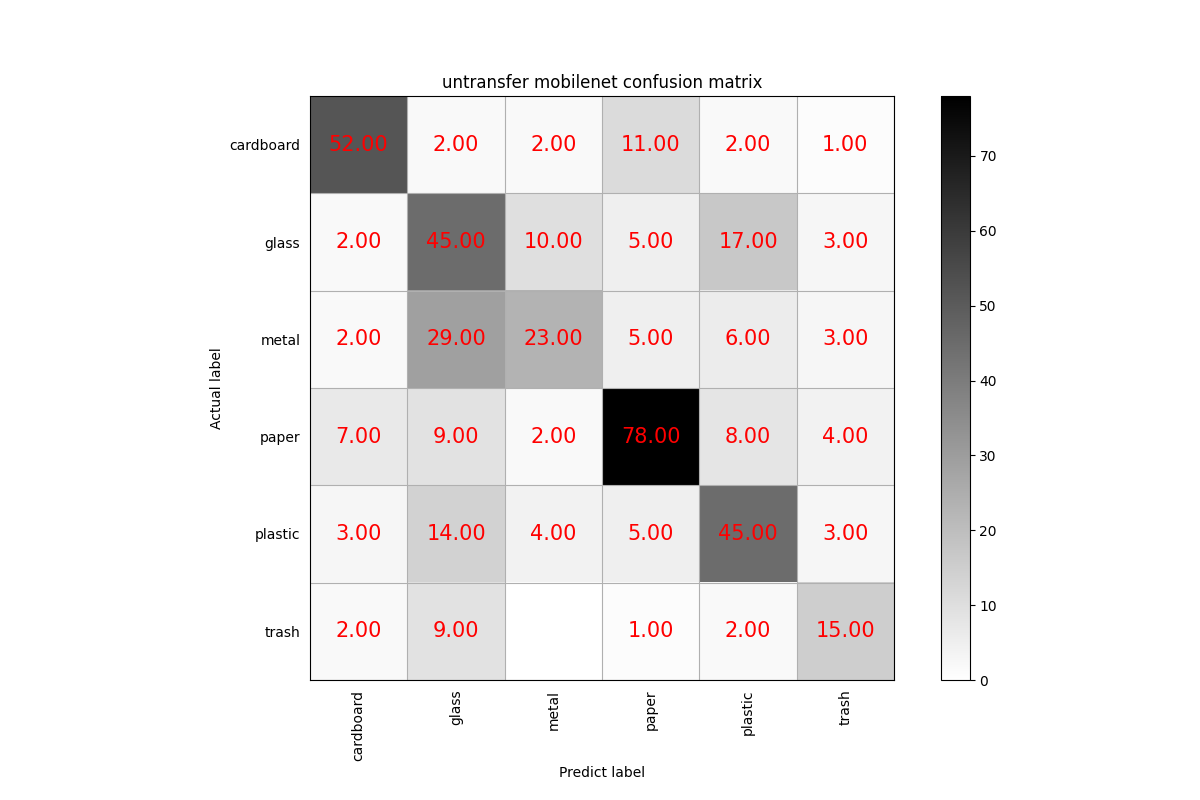 untransfer mobilenet confusion matrix
cardboard 52.00 2.00 2.00 11.00 2.00 1.00
glass 2.00 45.00 10.00 5.00 17.00 3.00
metal 2.00 29.00 23.00 5.00 6.00 3.00
paper 7.00 9.00 2.00 78.00 8.00 4.00
plastic 3.00 14.00 4.00 5.00 45.00 3.00
trash 2.00 9.00 1.00 2.00 15.00
Actual label
cardboard glass metal paper plastic trash
Predict label
70
60
50
40
30
20
10
0